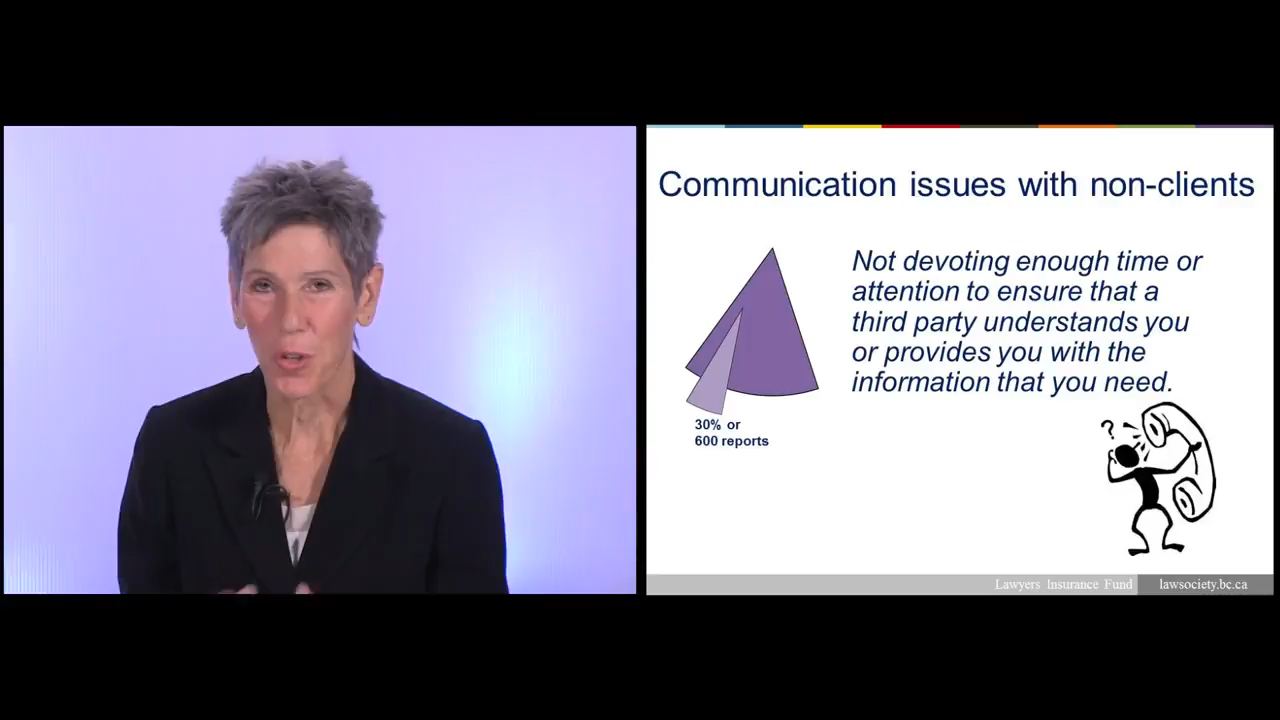 Communication issues with non-clients
Not devoting enough time or
attention to ensure that a
third party understands you
or provides you with the
information that you need.
30% or
600 reports
?
Lawyers Insurance Fund
lawsociety.bc.ca